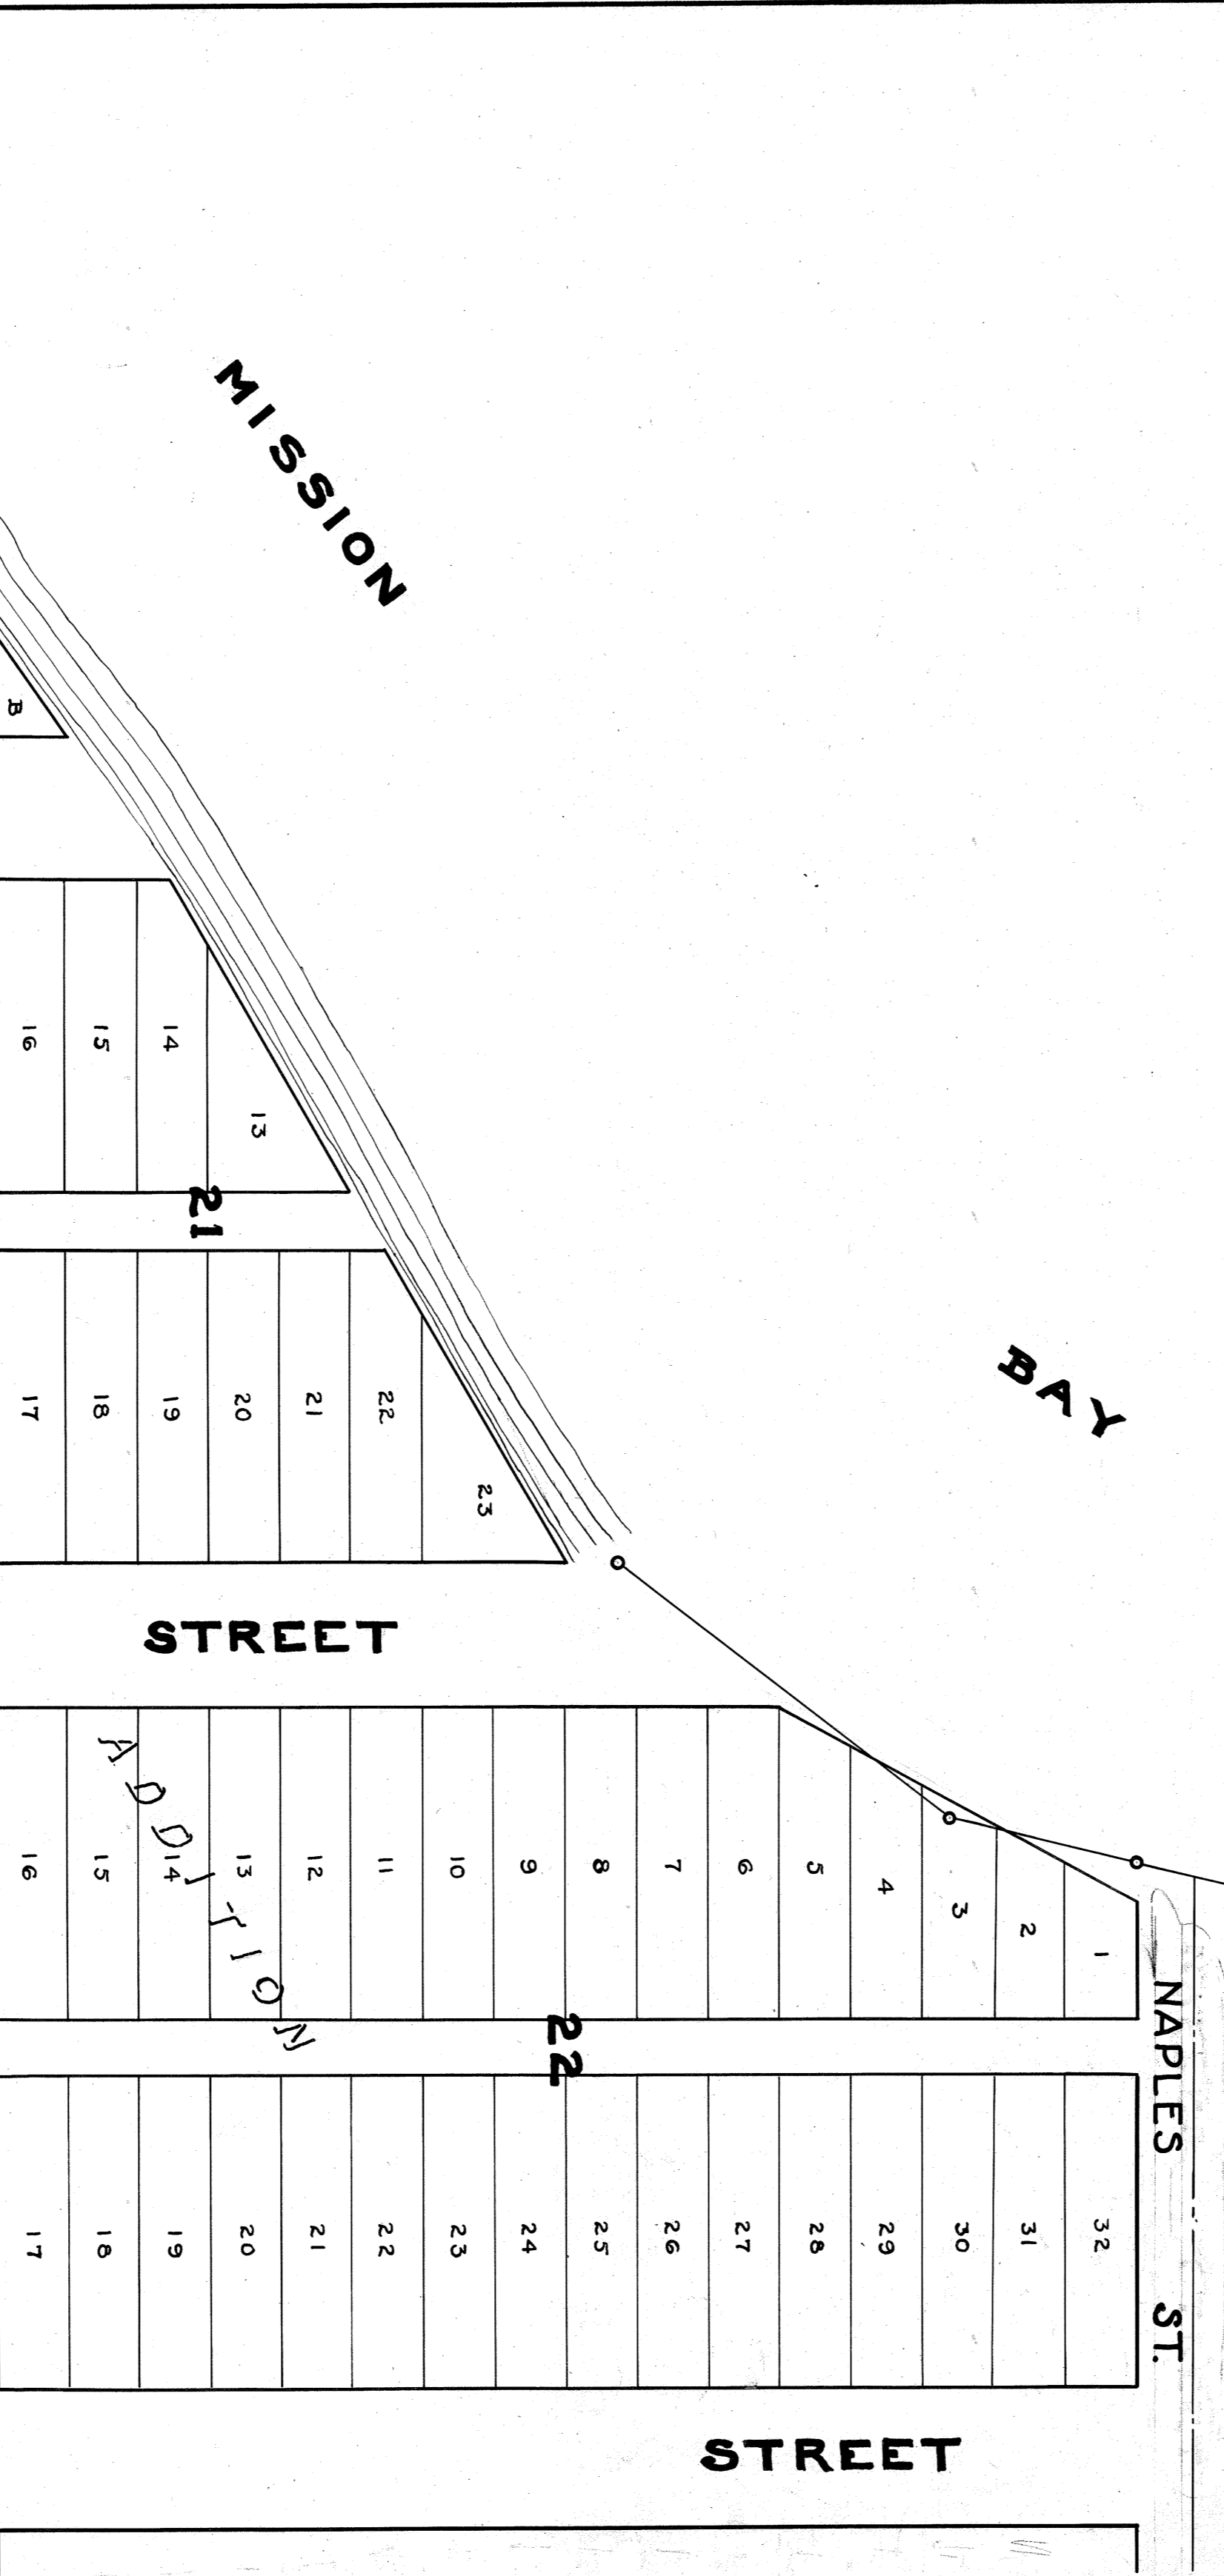 MISSION
BAY
B
16 15 14 13
21
17 18 19 20 21 22 23
STREET
16 15 14 13 12 11 10 9 8 7 6 5 4 3 2 1
ADDITION
22
NAPLES ST.
17 18 19 20 21 22 23 24 25 26 27 28 29 30 31 32
STREET